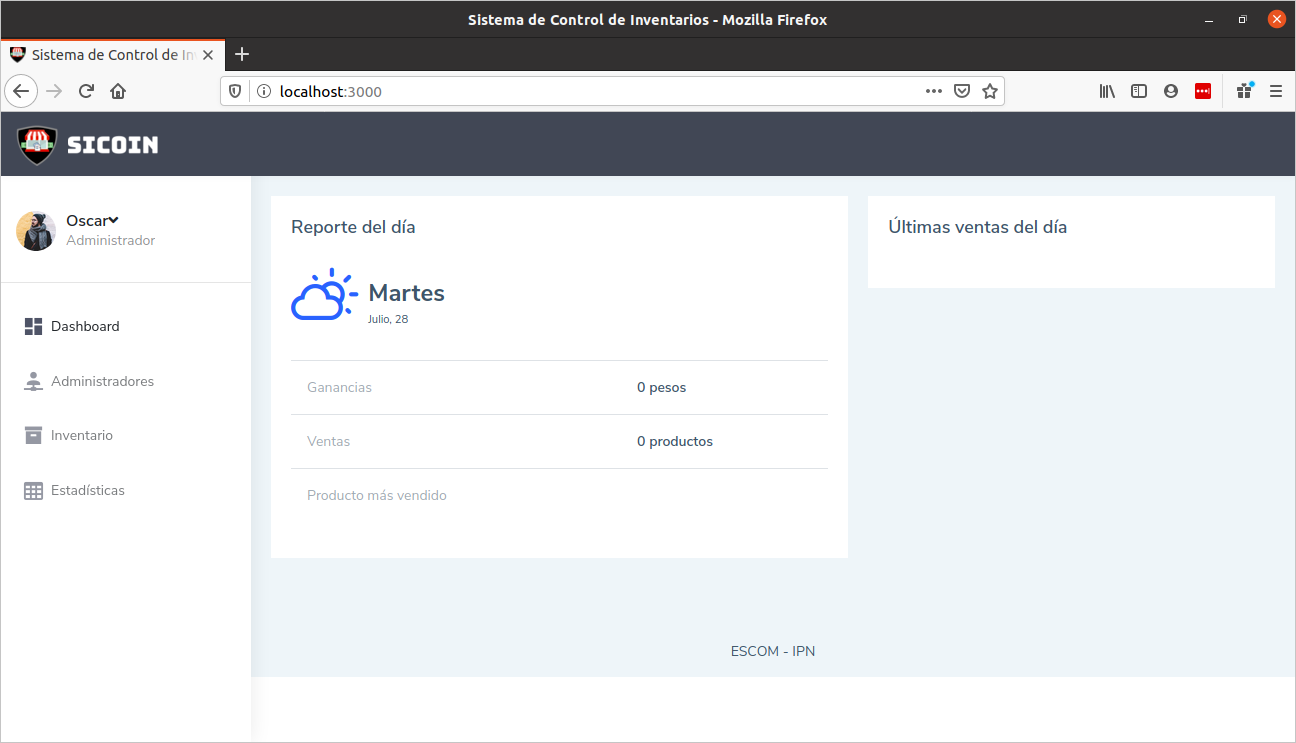 Sistema de Control de Inventarios - Mozilla Firefox
Sistema de Control de In
localhost:3000
SICOIN
Oscar
Administrador
Dashboard
Administradores
Inventario
Estadísticas
Reporte del día
Martes
Julio, 28
Ganancias 0 pesos
Ventas 0 productos
Producto más vendido
Últimas ventas del día
ESCOM - IPN